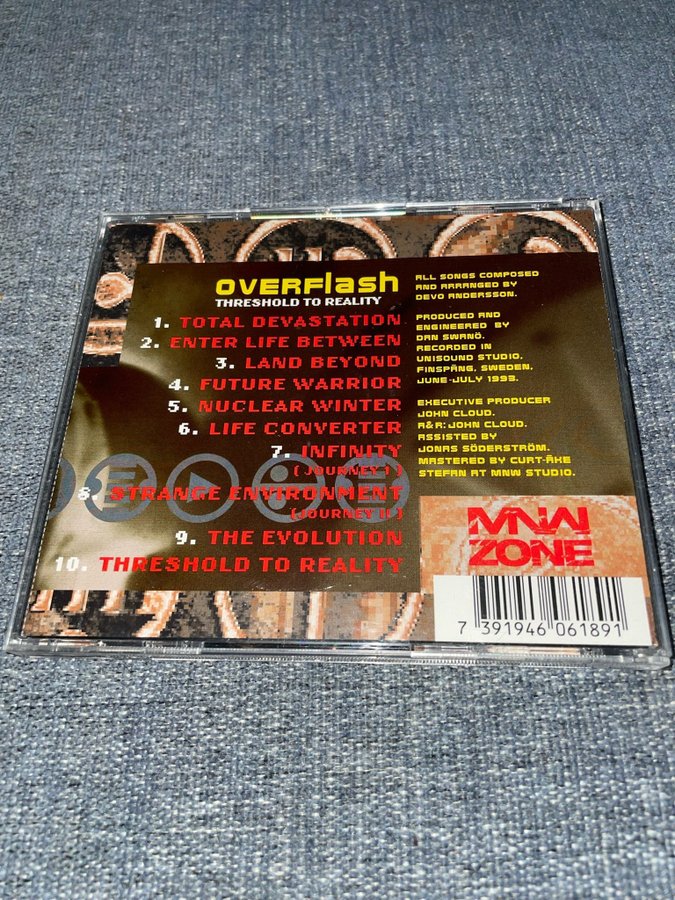 OVERFlash
THRESHOLD TO REALITY
1. TOTAL DEVASTATION
2. ENTER LIFE BETWEEN
3. LAND BEYOND
4. FUTURE WARRIOR
5. NUCLEAR WINTER
6. LIFE CONVERTER
7. INFINITY
( JOURNEY I )
8. STRANGE ENVIRONMENT
(JOURNEY II )
9. THE EVOLUTION
10. THRESHOLD TO REALITY
ALL SONGS COMPOSED
AND ARRANGED BY
DEVO ANDERSSON.
PRODUCED AND
ENGINEERED BY
DAN SWANÖ.
RECORDED IN
UNISOUND STUDIO,
FINSPÅNG, SWEDEN,
JUNE-JULY 1993.
EXECUTIVE PRODUCER
JOHN CLOUD.
A&R: JOHN CLOUD.
ASSISTED BY
JONAS SÖDERSTRÖM.
MASTERED BY CURT-ÅKE
STEFAN AT MNW STUDIO.
MNW
ZONE
7 391946 061891